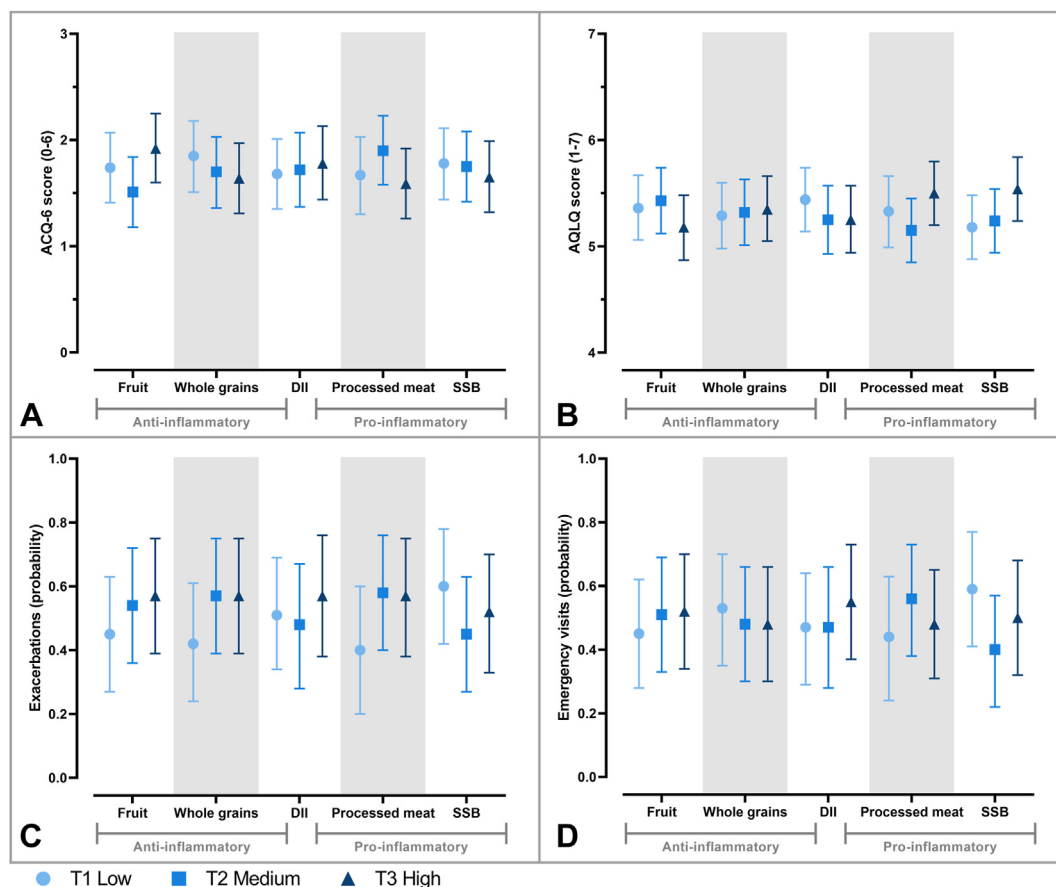 3
2
1
0
ACQ-6 score (0-6)
Fruit Whole grains DII Processed meat SSB
A
Anti-inflammatory Pro-inflammatory
7
6
5
4
AQLQ score (1-7)
Fruit Whole grains DII Processed meat SSB
B
Anti-inflammatory Pro-inflammatory
1.0
0.8
0.6
0.4
0.2
0.0
Exacerbations (probability)
Fruit Whole grains DII Processed meat SSB
C
Anti-inflammatory Pro-inflammatory
1.0
0.8
0.6
0.4
0.2
0.0
Emergency visits (probability)
Fruit Whole grains DII Processed meat SSB
D
Anti-inflammatory Pro-inflammatory
T1 Low T2 Medium T3 High